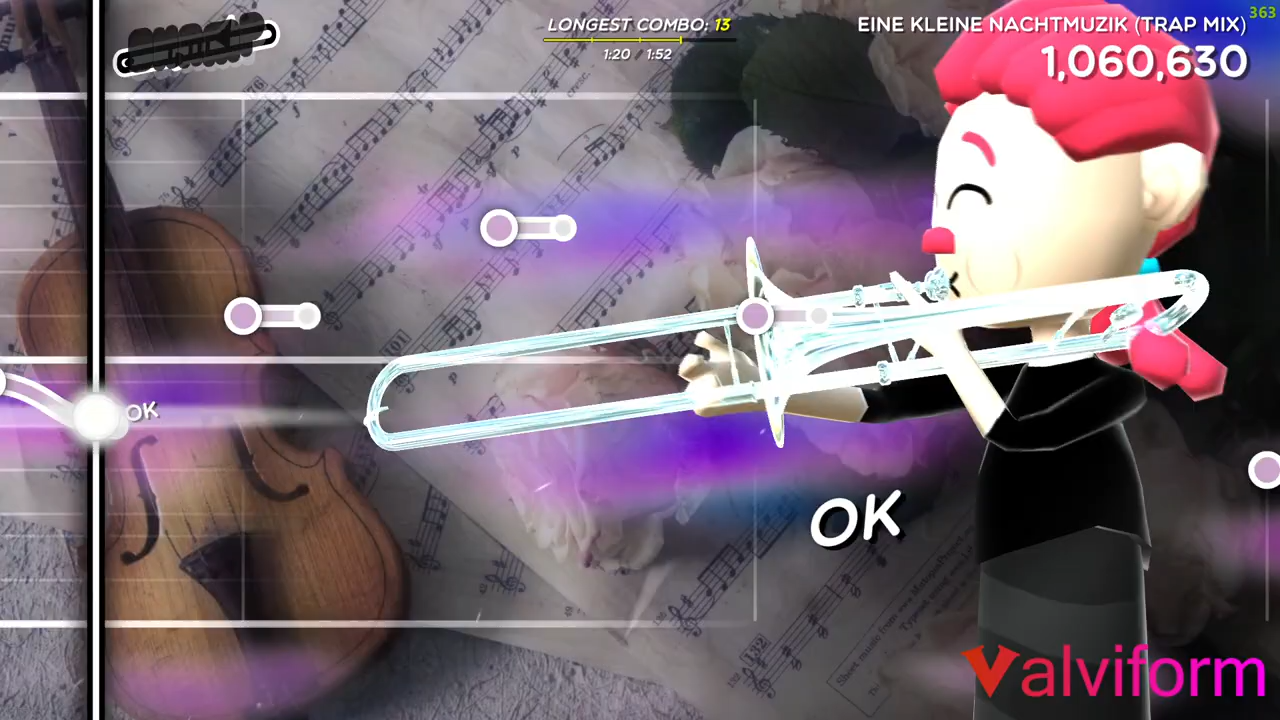 LONGEST COMBO: 13
1:20 / 1:52
EINE KLEINE NACHTMUZIK (TRAP MIX)
363
1,060,630
OK
OK
Valviform